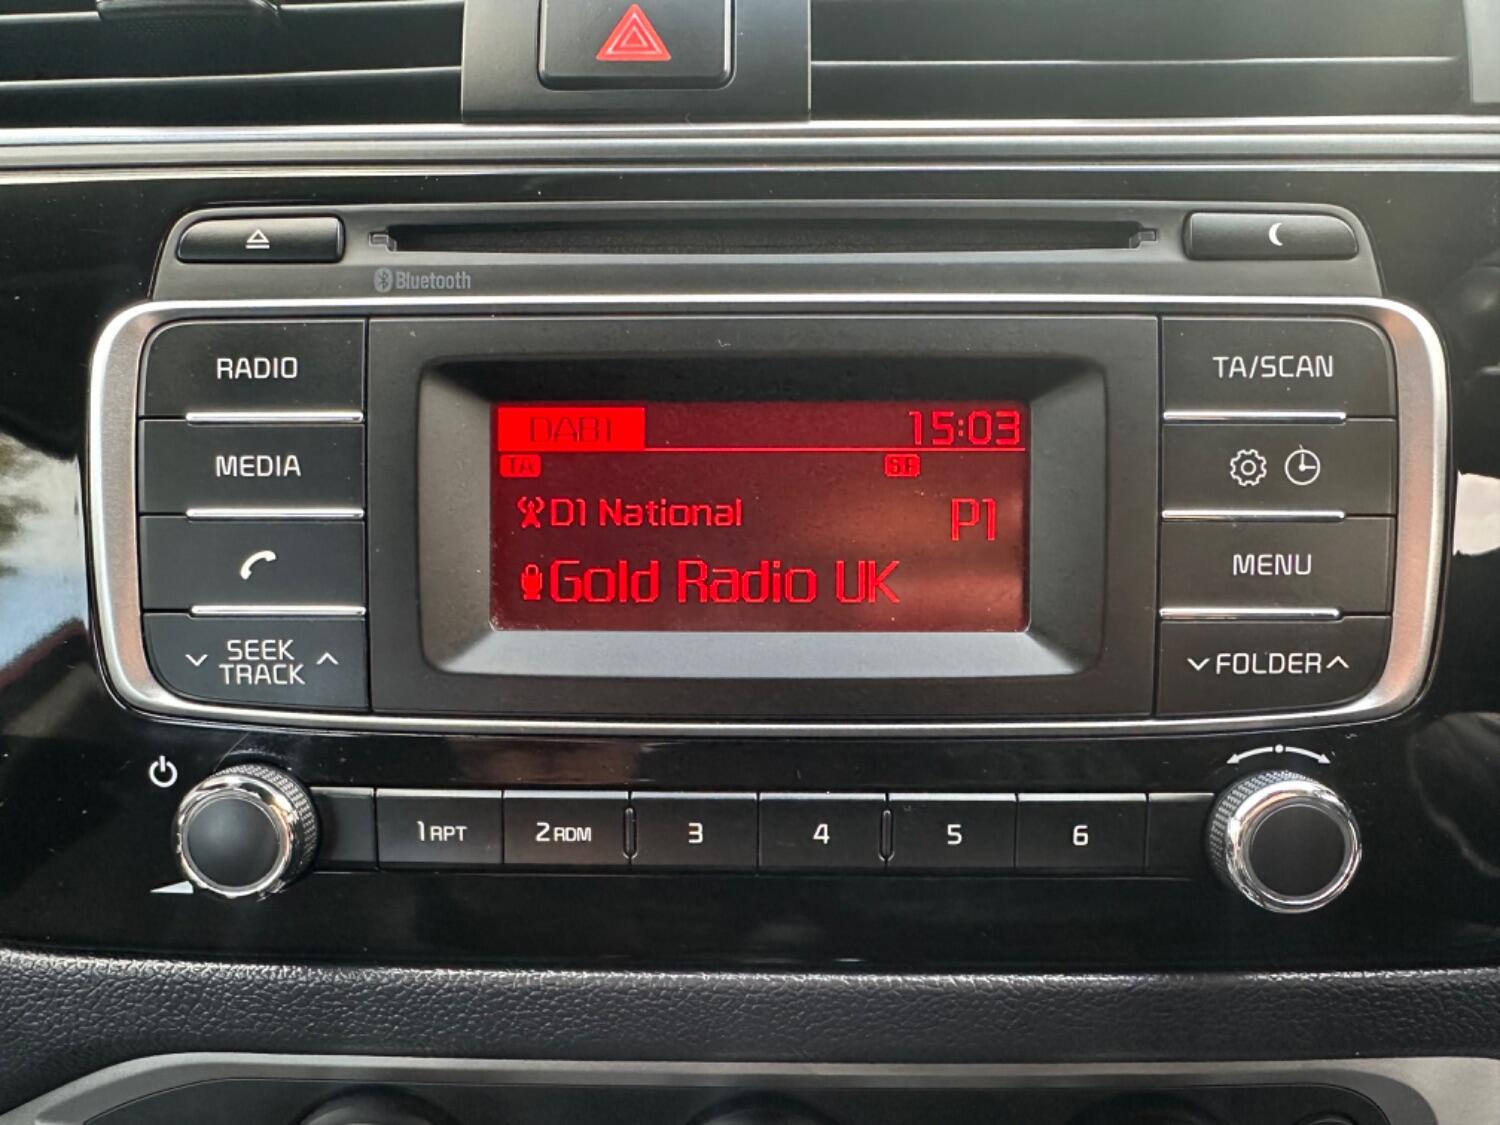 Bluetooth
RADIO
MEDIA
SEEK
TRACK
DAB1 15:03
TA SF
D1 National P1
Gold Radio UK
TA/SCAN
MENU
FOLDER
1 RPT 2 RDM 3 4 5 6